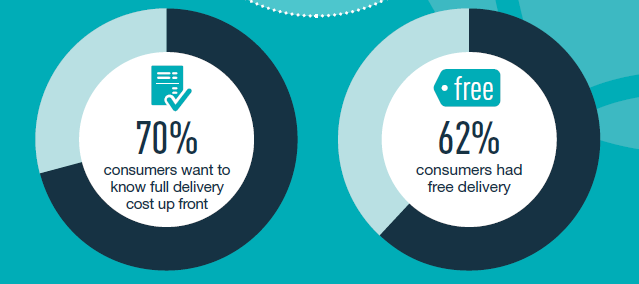 70%
consumers want to
know full delivery
cost up front
free
62%
consumers had
free delivery